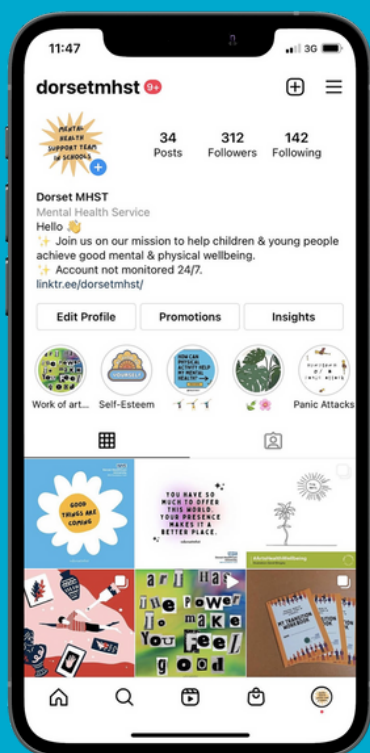 11:47
3G
dorsetmhst 9+
MENTAL
HEALTH
SUPPORT TEAM
IN SCHOOLS
34 312 142
Posts Followers Following
Dorset MHST
Mental Health Service
Hello 👋
✨ Join us on our mission to help children & young people
achieve good mental & physical wellbeing.
✨ Account not monitored 24/7.
linktr.ee/dorsetmhst/
Edit Profile Promotions Insights
YOURSELF
HOW CAN
PHYSICAL
ACTIVITY HELP
MY MENTAL
HEALTH?
Work of art... Self-Esteem Panic Attacks
GOOD
THINGS ARE
COMING
YOU HAVE SO
MUCH TO OFFER
THIS WORLD.
YOUR PRESENCE
MAKES IT A
BETTER PLACE.
NHS
art Has
the Power
To make
You Feel
good
MY TRANSITION
WORKBOOK